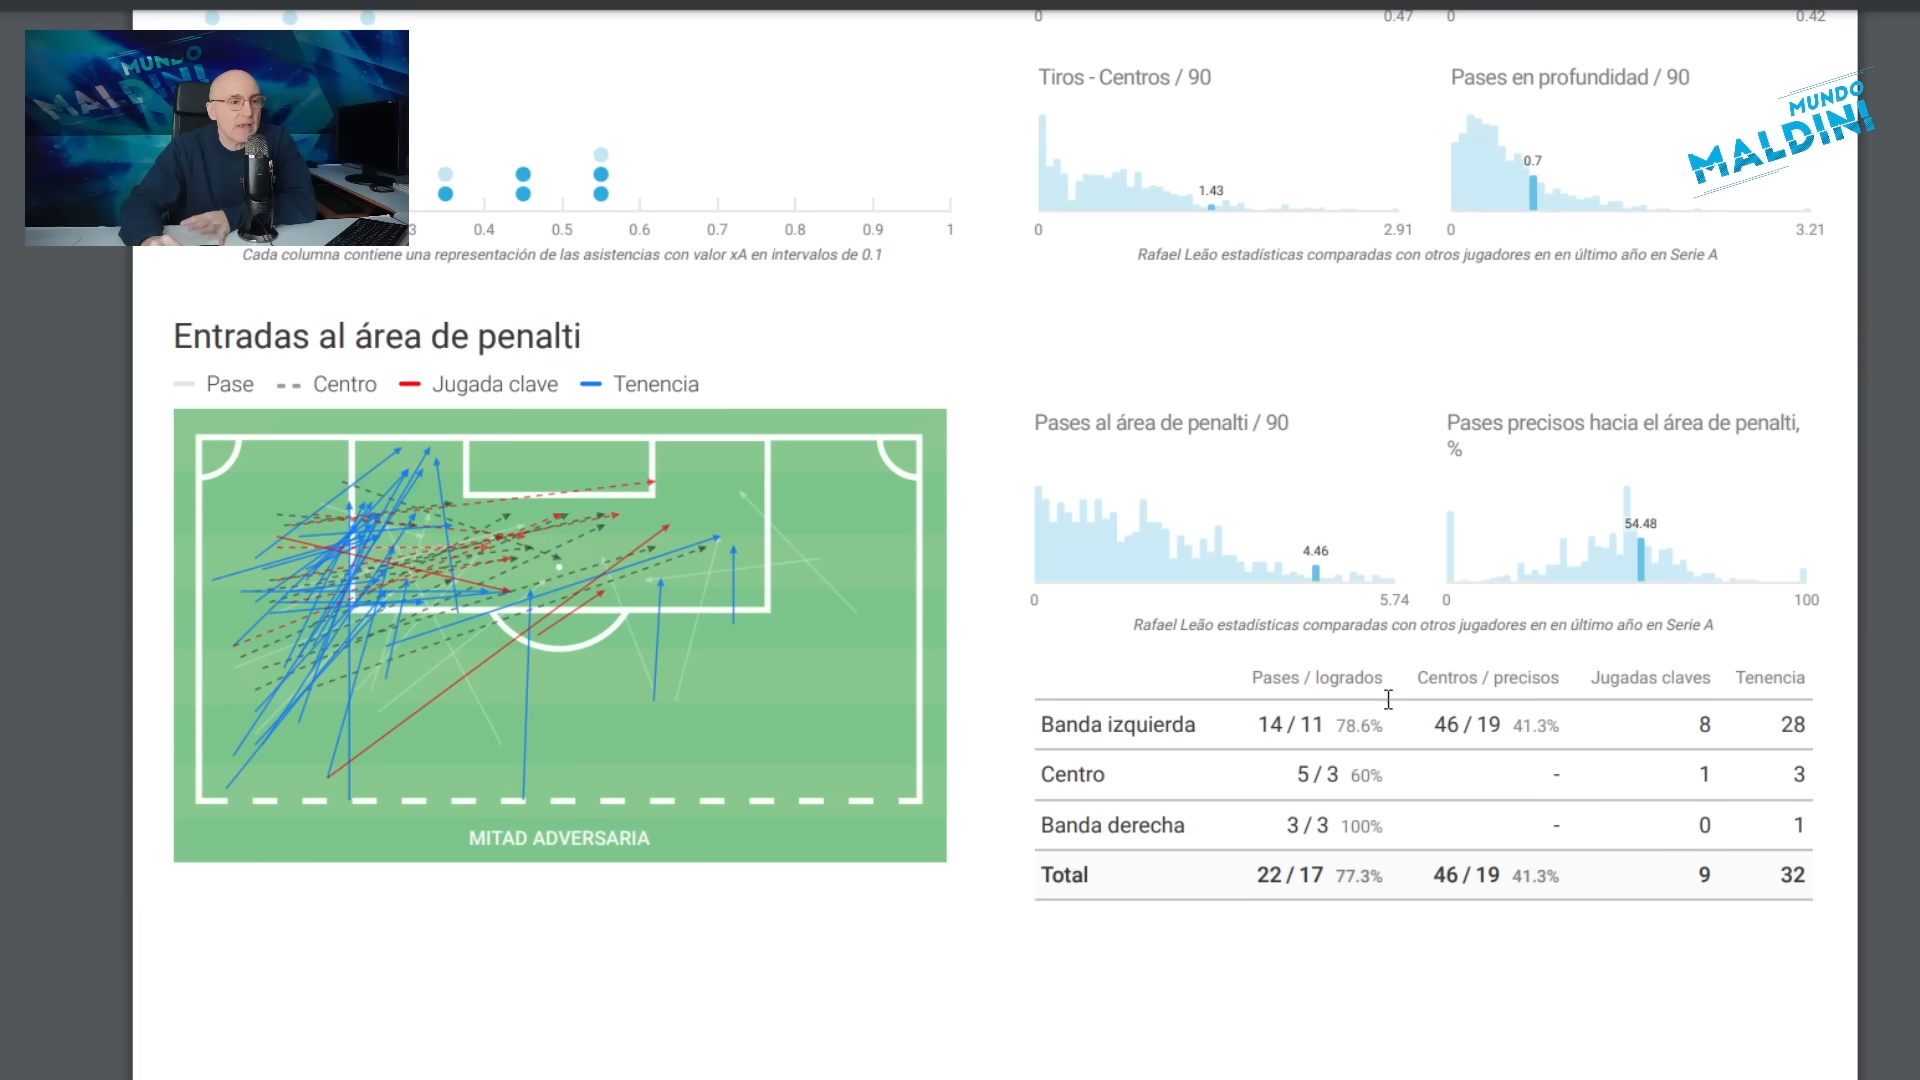 0
0.47
0
0.42
MUNDO
MALDINI
Tiros - Centros / 90
Pases en profundidad / 90
MUNDO
MALDINI
1.43
0.7
0
2.91
0
3.21
3
0.4
0.5
0.6
0.7
0.8
0.9
1
Cada columna contiene una representación de las asistencias con valor xA en intervalos de 0.1
Rafael Leão estadísticas comparadas con otros jugadores en en último año en Serie A
Entradas al área de penalti
Pase
Centro
Jugada clave
Tenencia
MITAD ADVERSARIA
Pases al área de penalti / 90
Pases precisos hacia el área de penalti,
%
4.46
54.48
0
5.74
0
100
Rafael Leão estadísticas comparadas con otros jugadores en en último año en Serie A
Pases / logrados Centros / precisos Jugadas claves Tenencia
Banda izquierda 14 / 11 78.6% 46 / 19 41.3% 8 28
Centro 5 / 3 60% - 1 3
Banda derecha 3 / 3 100% - 0 1
Total 22 / 17 77.3% 46 / 19 41.3% 9 32